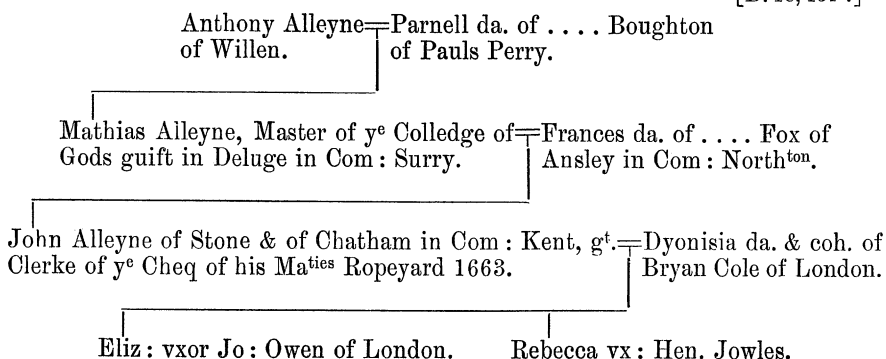 Anthony Alleyne═Parnell da. of .... Boughton
of Willen. of Pauls Perry.
Mathias Alleyne, Master of yᵉ Colledge of═Frances da. of .... Fox of
Gods guift in Deluge in Com : Surry. Ansley in Com : Northᵗᵒⁿ.
John Alleyne of Stone & of Chatham in Com : Kent, gᵗ.═Dyonisia da. & coh. of
Clerke of yᵉ Cheq of his Maᵗⁱᵉˢ Ropeyard 1663. Bryan Cole of London.
Eliz : vxor Jo : Owen of London. Rebecca vx : Hen. Jowles.